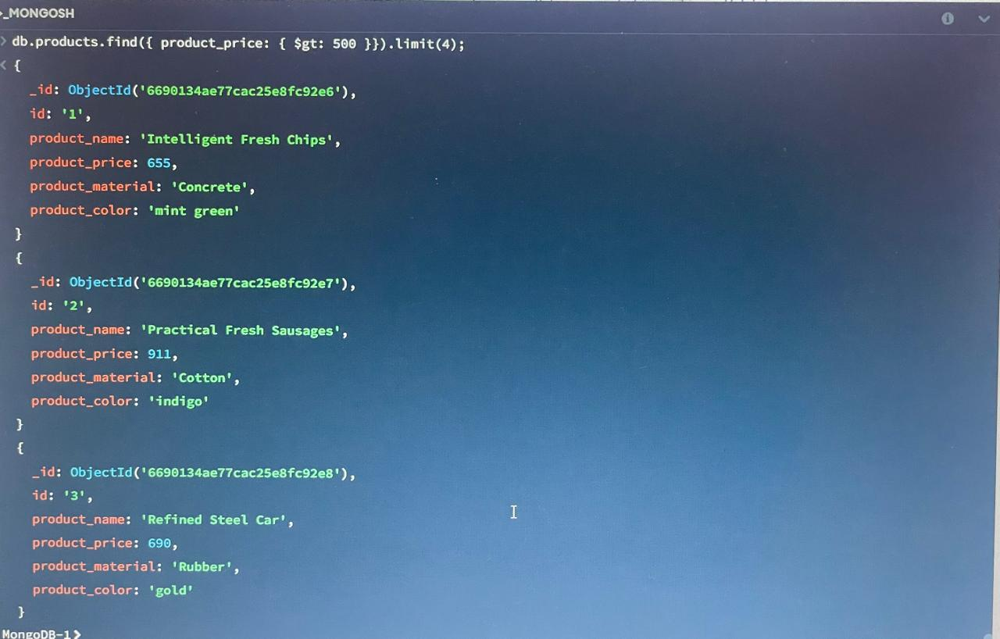 >_MONGOSH
> db.products.find({ product_price: { $gt: 500 }}).limit(4);
< {
_id: ObjectId('6690134ae77cac25e8fc92e6'),
id: '1',
product_name: 'Intelligent Fresh Chips',
product_price: 655,
product_material: 'Concrete',
product_color: 'mint green'
}
{
_id: ObjectId('6690134ae77cac25e8fc92e7'),
id: '2',
product_name: 'Practical Fresh Sausages',
product_price: 911,
product_material: 'Cotton',
product_color: 'indigo'
}
{
_id: ObjectId('6690134ae77cac25e8fc92e8'),
id: '3',
product_name: 'Refined Steel Car',
product_price: 690,
product_material: 'Rubber',
product_color: 'gold'
}
MongoDB-1>